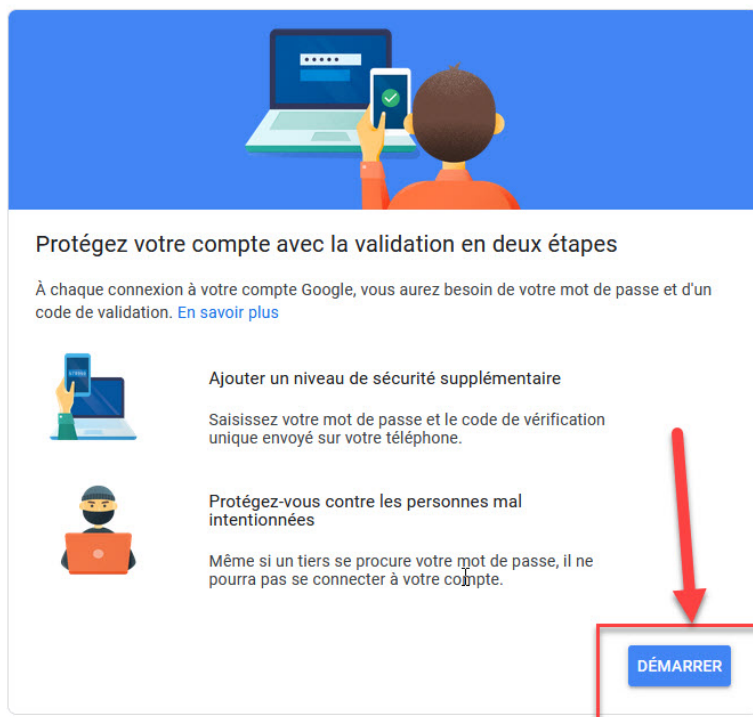 Protégez votre compte avec la validation en deux étapes
À chaque connexion à votre compte Google, vous aurez besoin de votre mot de passe et d'un
code de validation. En savoir plus
Ajouter un niveau de sécurité supplémentaire
Saisissez votre mot de passe et le code de vérification
unique envoyé sur votre téléphone.
Protégez-vous contre les personnes mal
intentionnées
Même si un tiers se procure votre mot de passe, il ne
pourra pas se connecter à votre compte.
DÉMARRER